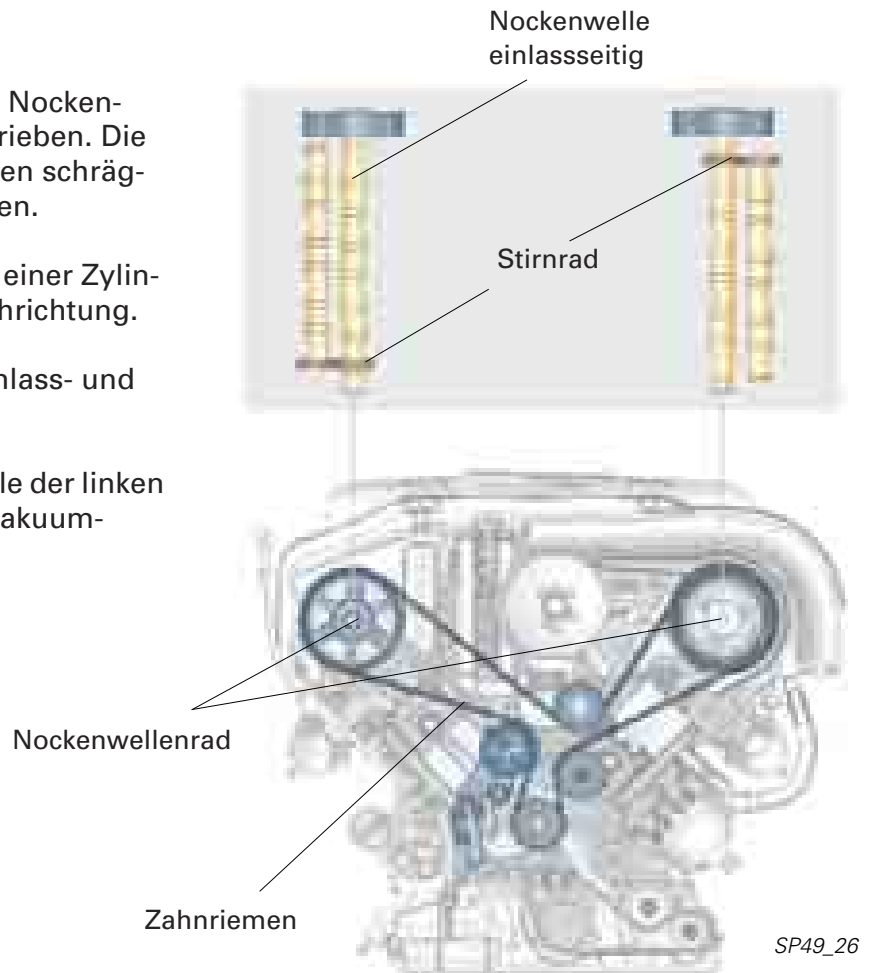 Nockenwelle
einlassseitig
Nocken-
rieben. Die
en schräg-
en.
einer Zylin-
hrichtung.
nlass- und
le der linken
akuum-
Stirnrad
Nockenwellenrad
Zahnriemen
SP49_26